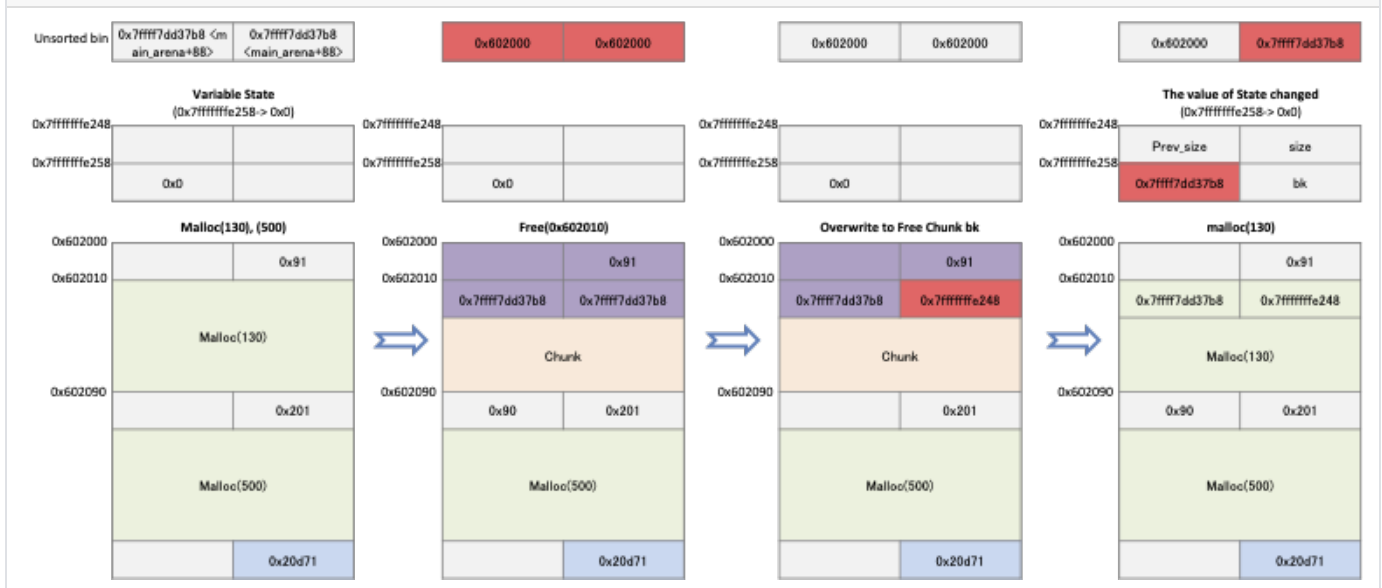 Unsorted bin
0x7ffff7dd37b8 <m
ain_arena+88>
0x7ffff7dd37b8
<main_arena+88>
0x602000
0x602000
0x602000
0x602000
0x602000
0x7ffff7dd37b8
Variable State
(0x7fffffffe258-> 0x0)
The value of State changed
(0x7fffffffe258-> 0x0)
0x7fffffffe248
0x7fffffffe248
0x7fffffffe248
0x7fffffffe248
Prev_size
size
0x7fffffffe258
0x7fffffffe258
0x7fffffffe258
0x7fffffffe258
0x0
0x0
0x0
0x7ffff7dd37b8
bk
Malloc(130), (500)
Free(0x602010)
Overwrite to Free Chunk bk
malloc(130)
0x602000
0x602000
0x602000
0x602000
0x91
0x91
0x91
0x91
0x602010
0x602010
0x602010
0x602010
0x7ffff7dd37b8
0x7ffff7dd37b8
0x7ffff7dd37b8
0x7fffffffe248
0x7ffff7dd37b8
0x7fffffffe248
Malloc(130)
Chunk
Chunk
Malloc(130)
0x602090
0x602090
0x602090
0x602090
0x201
0x90
0x201
0x201
0x90
0x201
Malloc(500)
Malloc(500)
Malloc(500)
Malloc(500)
0x20d71
0x20d71
0x20d71
0x20d71